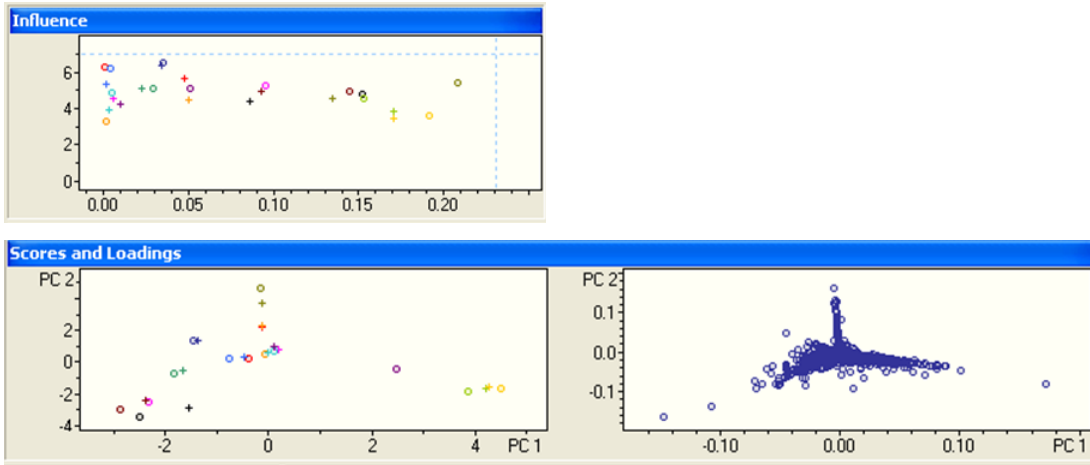 Influence
6
4
2
0
0.00 0.05 0.10 0.15 0.20
Scores and Loadings
PC 2
2
0
-2
-4
-2 0 2 4 PC 1
PC 2
0.1
0.0
-0.1
-0.10 0.00 0.10 PC 1